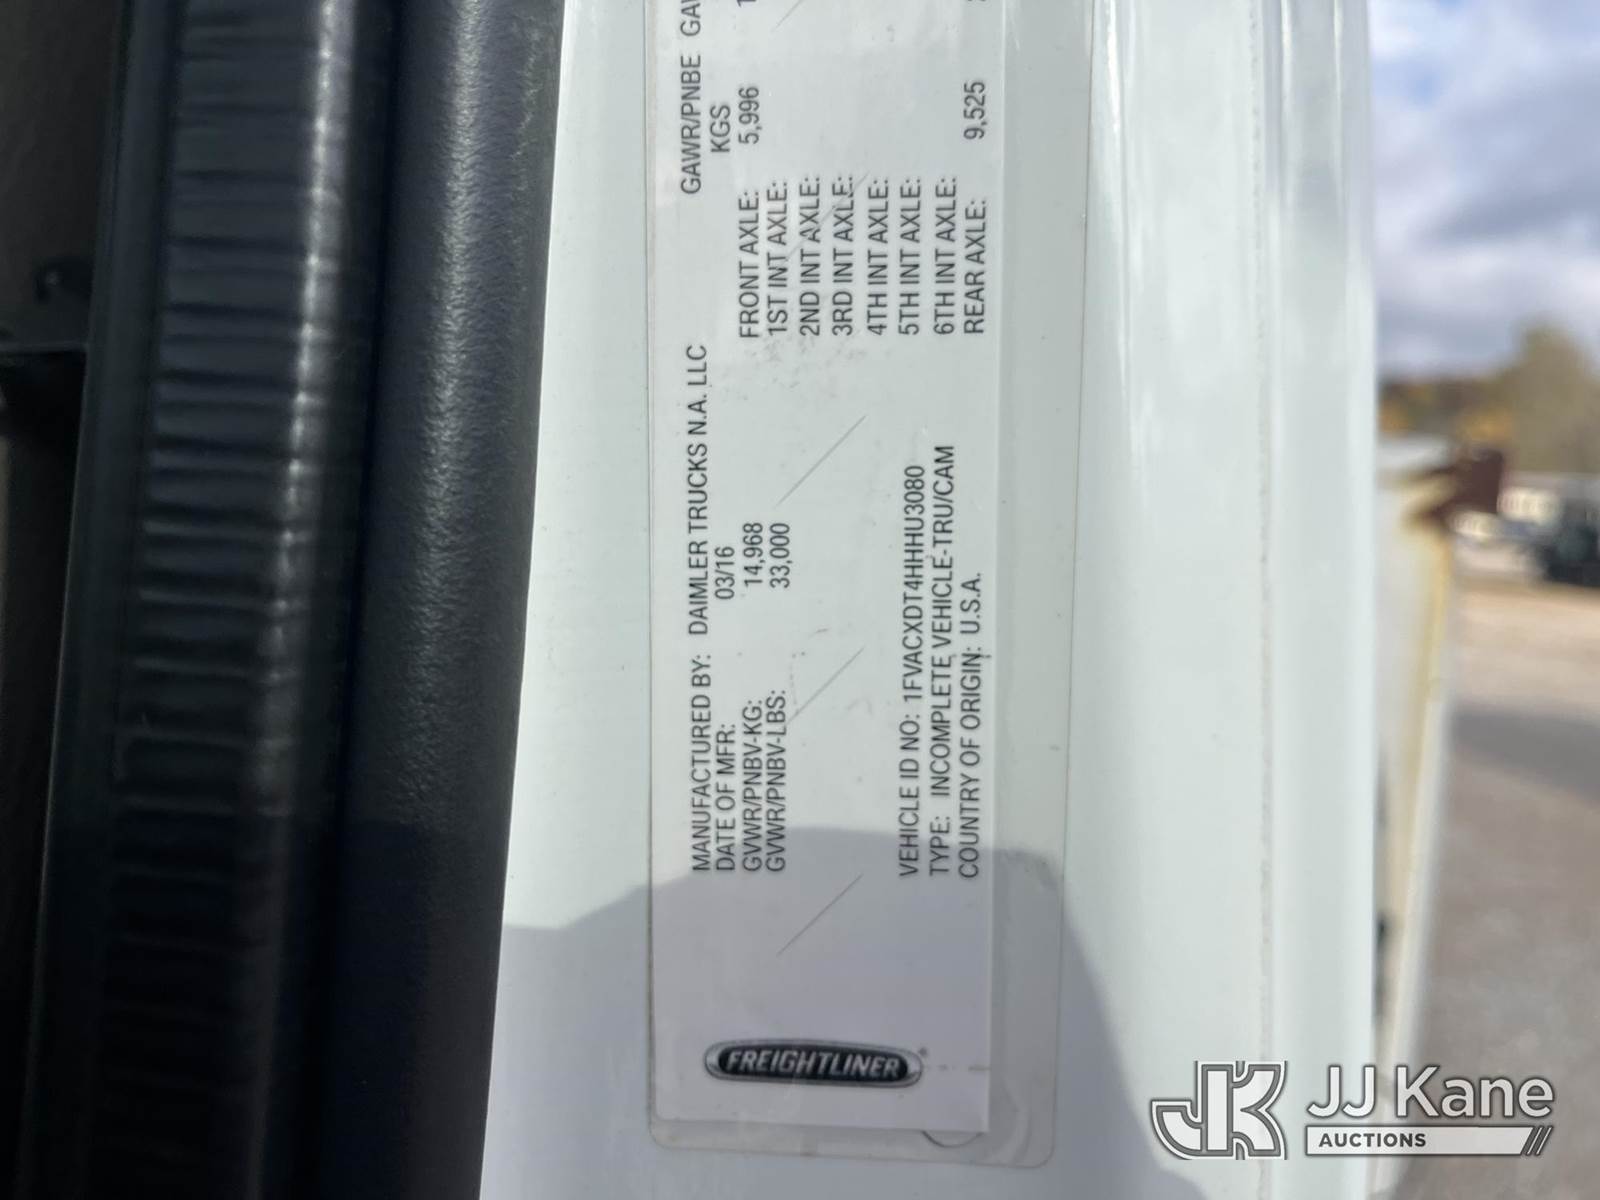 FREIGHTLINER
MANUFACTURED BY: DAIMLER TRUCKS N.A. LLC
DATE OF MFR: 03/16
GVWR/PNBV-KG: 14,968
GVWR/PNBV-LBS: 33,000
VEHICLE ID NO: 1FVACXDT4HHHU3080
TYPE: INCOMPLETE VEHICLE-TRU/CAM
COUNTRY OF ORIGIN: U.S.A.
GAWR/PNBE
KGS
FRONT AXLE: 5,996
1ST INT AXLE:
2ND INT AXLE:
3RD INT AXLE:
4TH INT AXLE:
5TH INT AXLE:
6TH INT AXLE:
REAR AXLE: 9,525
JK JJ Kane
AUCTIONS